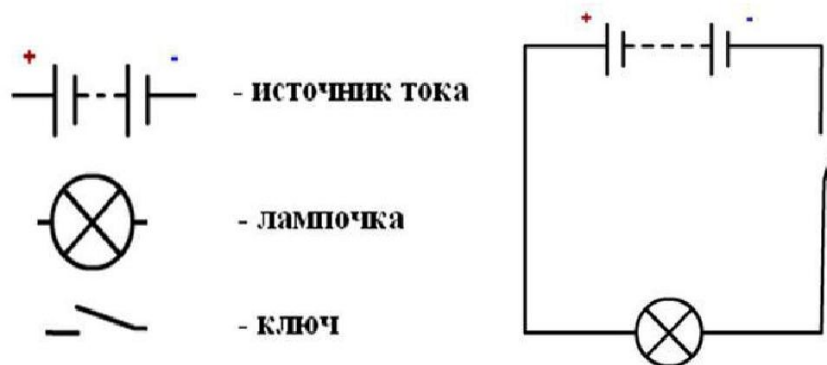 + -
- источник тока
- лампочка
- ключ
+ -